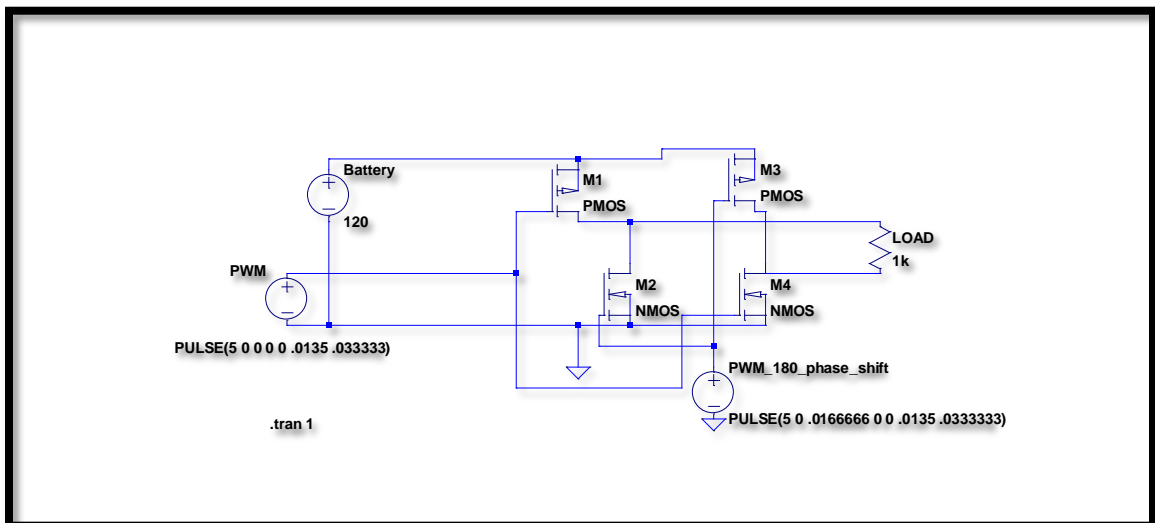 Battery
120
M1
PMOS
M3
PMOS
LOAD
1k
PWM
M2
NMOS
M4
NMOS
PULSE(5 0 0 0 0 .0135 .033333)
PWM_180_phase_shift
PULSE(5 0 .0166666 0 0 .0135 .0333333)
.tran 1